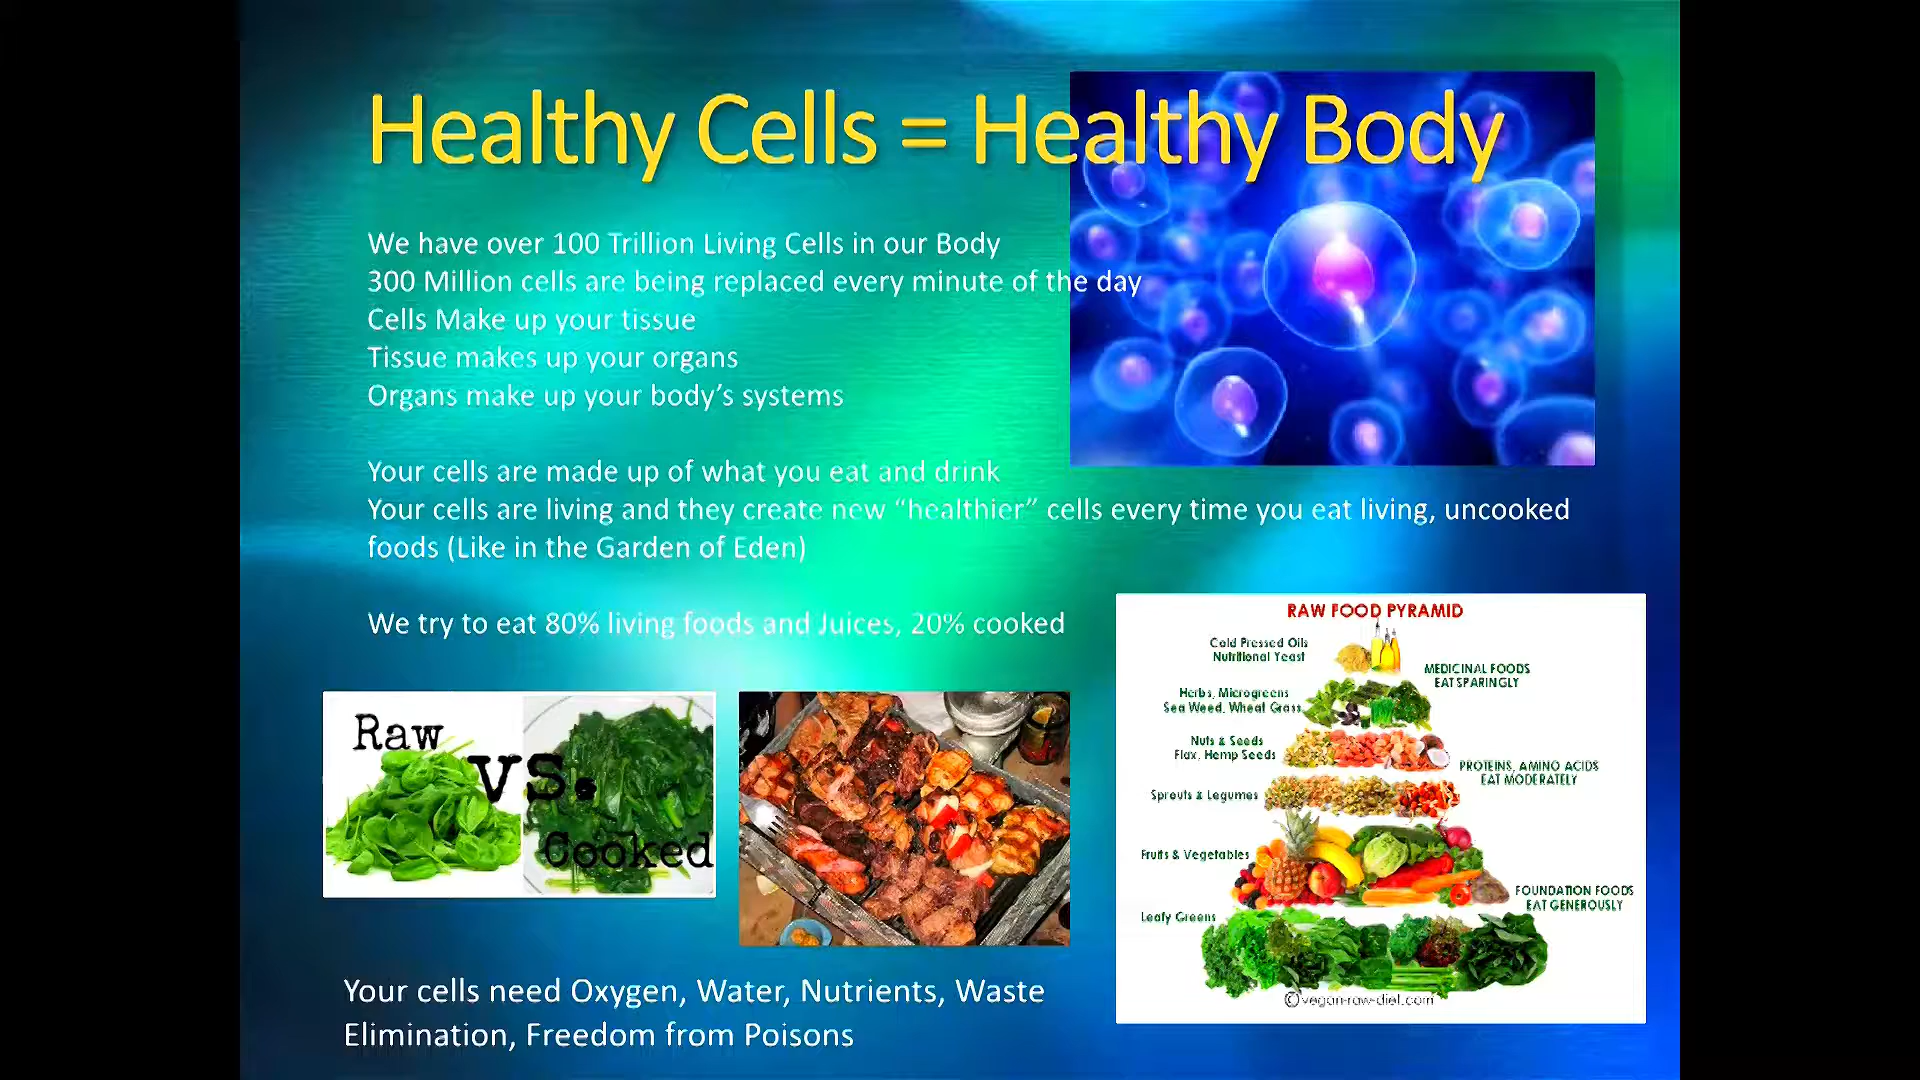 Healthy Cells = Healthy Body
We have over 100 Trillion Living Cells in our Body
300 Million cells are being replaced every minute of the day
Cells Make up your tissue
Tissue makes up your organs
Organs make up your body’s systems
Your cells are made up of what you eat and drink
Your cells are living and they create new “healthier” cells every time you eat living, uncooked
foods (Like in the Garden of Eden)
We try to eat 80% living foods and Juices, 20% cooked
Raw
vs.
Cooked
RAW FOOD PYRAMID
Cold Pressed Oils
Nutritional Yeast
MEDICINAL FOODS
EAT SPARINGLY
Herbs, Microgreens
Sea Weed, Wheat Grass
Nuts & Seeds
Flax, Hemp Seeds
PROTEINS, AMINO ACIDS
EAT MODERATELY
Sprouts & Legumes
Fruits & Vegetables
FOUNDATION FOODS
EAT GENEROUSLY
Leafy Greens
©vegan-raw-diet.com
Your cells need Oxygen, Water, Nutrients, Waste
Elimination, Freedom from Poisons